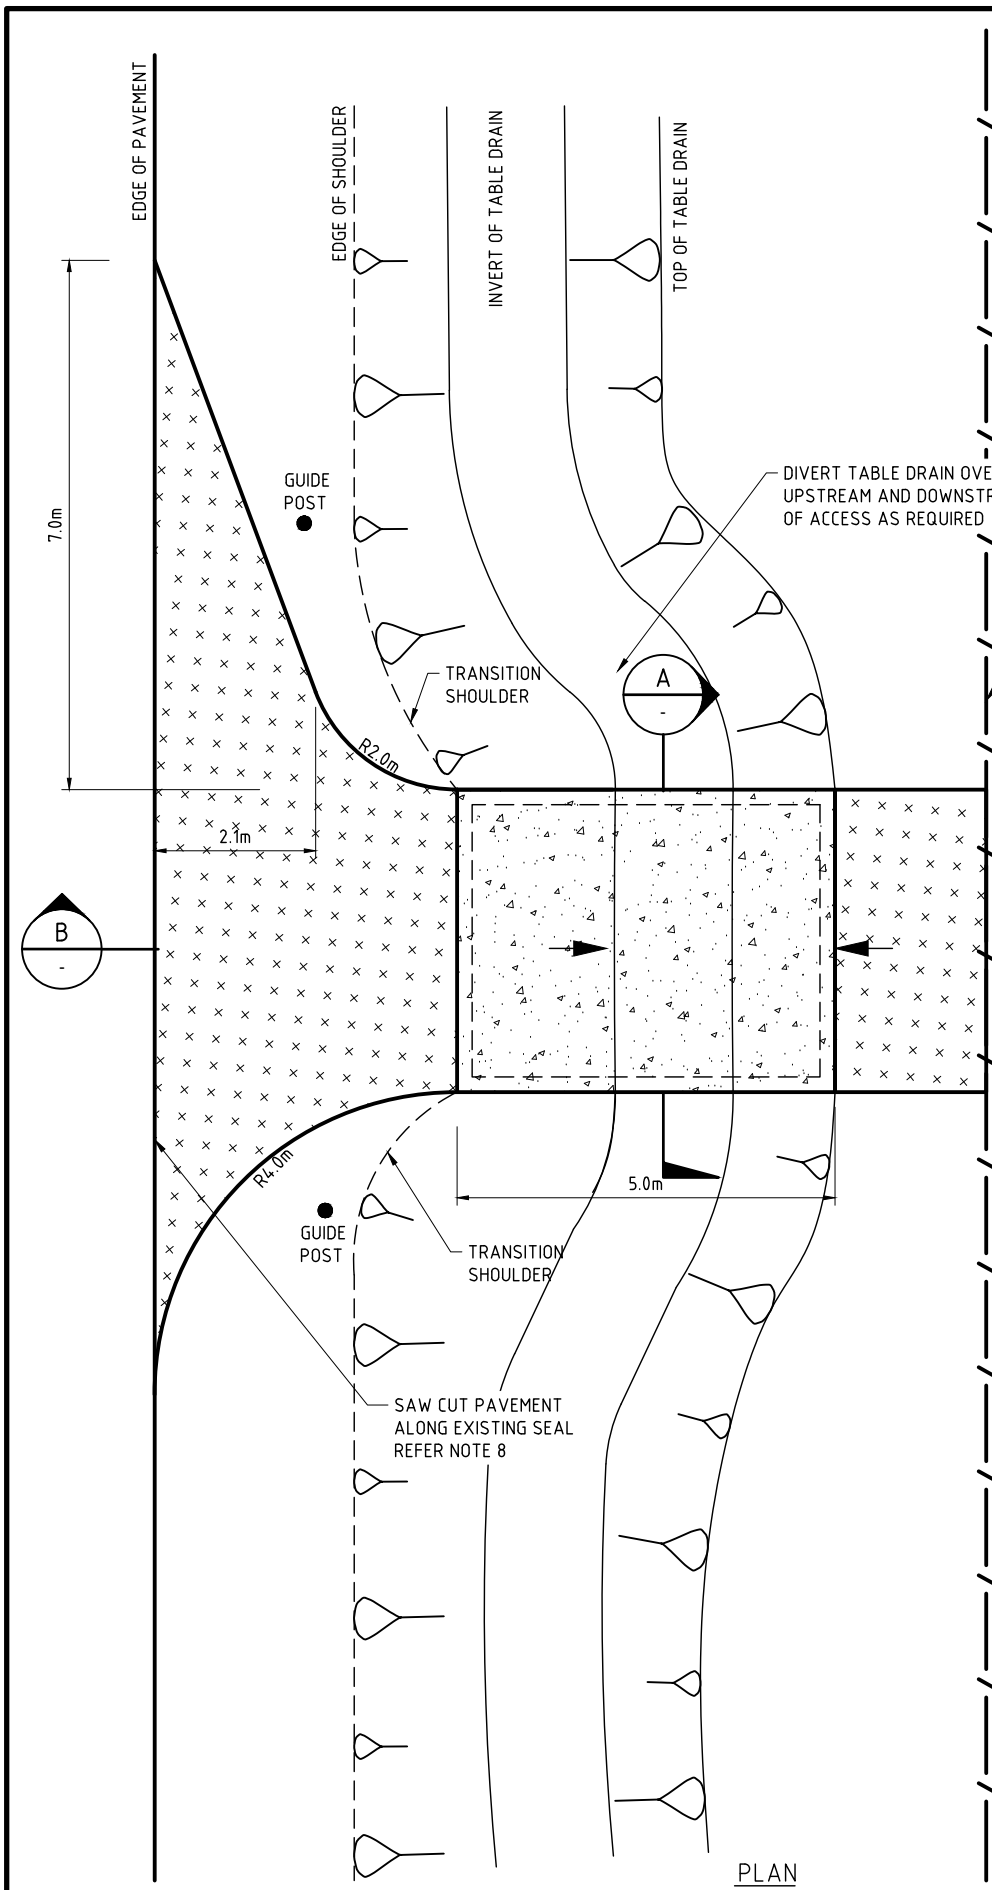 EDGE OF PAVEMENT
EDGE OF SHOULDER
INVERT OF TABLE DRAIN
TOP OF TABLE DRAIN
7.0m
GUIDE
POST
DIVERT TABLE DRAIN OVE
UPSTREAM AND DOWNSTR
OF ACCESS AS REQUIRED
TRANSITION
SHOULDER
A
-
R2.0m
2.1m
B
-
R4.0m
5.0m
GUIDE
POST
TRANSITION
SHOULDER
SAW CUT PAVEMENT
ALONG EXISTING SEAL
REFER NOTE 8
PLAN